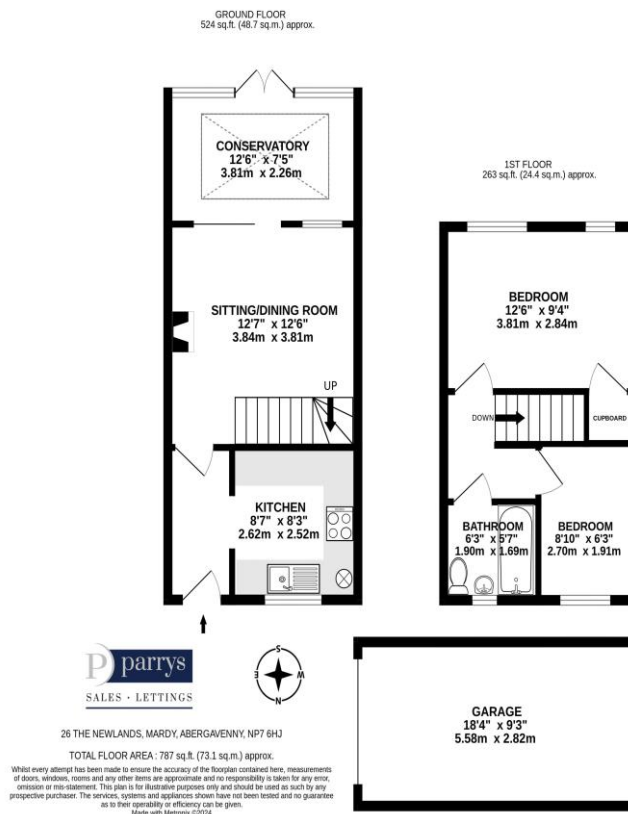 GROUND FLOOR
524 sq.ft. (48.7 sq.m.) approx.
CONSERVATORY
12'6" x 7'5"
3.81m x 2.26m
SITTING/DINING ROOM
12'7" x 12'6"
3.84m x 3.81m
UP
KITCHEN
8'7" x 8'3"
2.62m x 2.52m
1ST FLOOR
263 sq.ft. (24.4 sq.m.) approx.
BEDROOM
12'6" x 9'4"
3.81m x 2.84m
DOWN
CUPBOARD
BATHROOM
6'3" x 5'7"
1.90m x 1.69m
BEDROOM
8'10" x 6'3"
2.70m x 1.91m
GARAGE
18'4" x 9'3"
5.58m x 2.82m
P parrys
SALES · LETTINGS
S
E W
N
26 THE NEWLANDS, MARDY, ABERGAVENNY, NP7 6HJ
TOTAL FLOOR AREA : 787 sq.ft. (73.1 sq.m.) approx.
Whilst every attempt has been made to ensure the accuracy of the floorplan contained here, measurements
of doors, windows, rooms and any other items are approximate and no responsibility is taken for any error,
omission or mis-statement. This plan is for illustrative purposes only and should be used as such by any
prospective purchaser. The services, systems and appliances shown have not been tested and no guarantee
as to their operability or efficiency can be given.
Made with Metropix ©2024